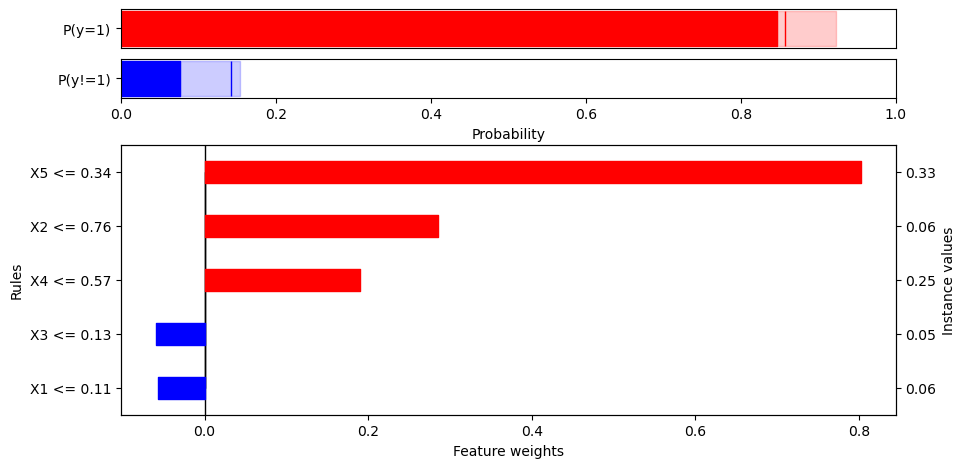 P(y=1)
P(y!=1)
0.0 0.2 0.4 0.6 0.8 1.0
Probability
X5 <= 0.34 0.33
X2 <= 0.76 0.06
X4 <= 0.57 0.25
X3 <= 0.13 0.05
X1 <= 0.11 0.06
Rules
Instance values
0.0 0.2 0.4 0.6 0.8
Feature weights